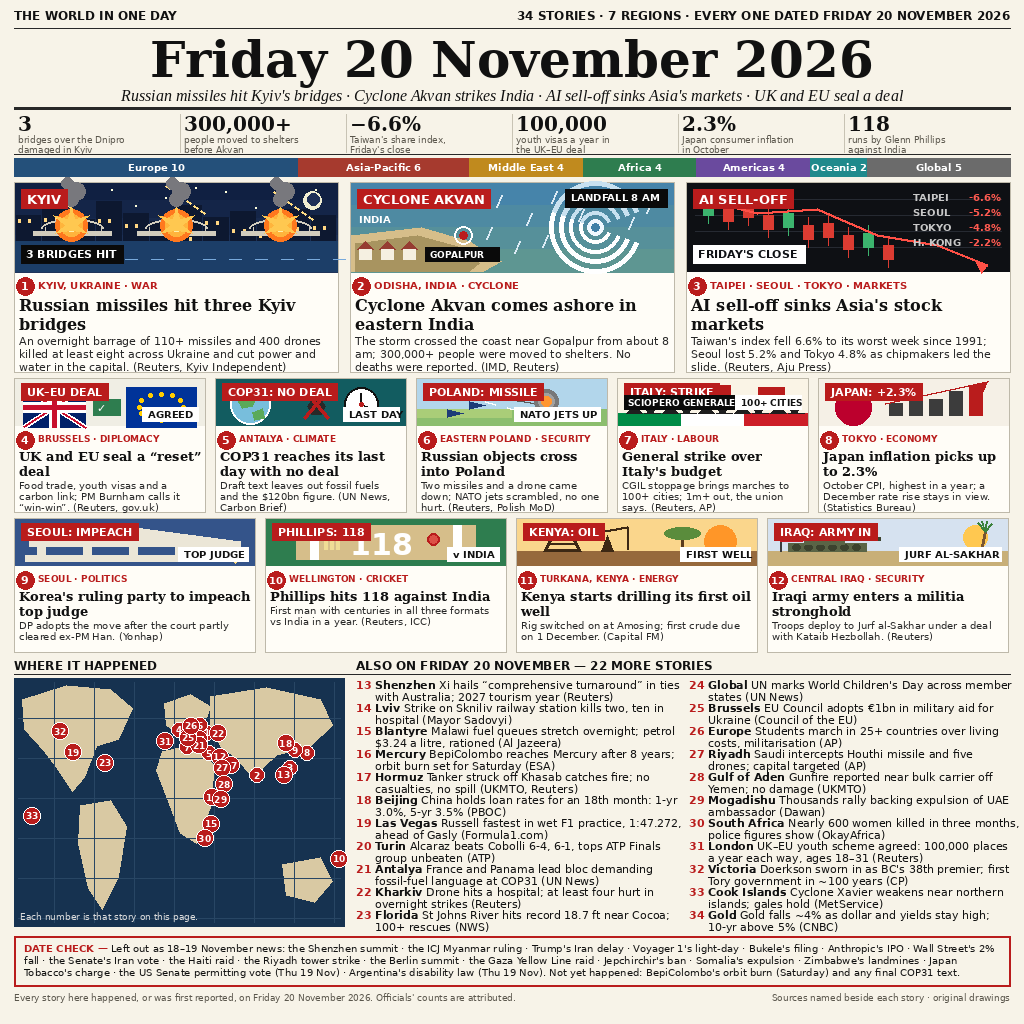 THE WORLD IN ONE DAY
34 STORIES · 7 REGIONS · EVERY ONE DATED FRIDAY 20 NOVEMBER 2026
Friday 20 November 2026
Russian missiles hit Kyiv's bridges · Cyclone Akvan strikes India · AI sell-off sinks Asia's markets · UK and EU seal a deal
3
bridges over the Dnipro
damaged in Kyiv
300,000+
people moved to shelters
before Akvan
−6.6%
Taiwan's share index,
Friday's close
100,000
youth visas a year in
the UK-EU deal
2.3%
Japan consumer inflation
in October
118
runs by Glenn Phillips
against India
Europe 10
Asia-Pacific 6
Middle East 4
Africa 4
Americas 4
Oceania 2
Global 5
KYIV
3 BRIDGES HIT
1 KYIV, UKRAINE · WAR
Russian missiles hit three Kyiv
bridges
An overnight barrage of 110+ missiles and 400 drones
killed at least eight across Ukraine and cut power and
water in the capital. (Reuters, Kyiv Independent)
CYCLONE AKVAN
LANDFALL 8 AM
INDIA
GOPALPUR
2 ODISHA, INDIA · CYCLONE
Cyclone Akvan comes ashore in
eastern India
The storm crossed the coast near Gopalpur from about 8
am; 300,000+ people were moved to shelters. No
deaths were reported. (IMD, Reuters)
AI SELL-OFF
TAIPEI -6.6%
SEOUL -5.2%
TOKYO -4.8%
H. KONG -2.2%
FRIDAY'S CLOSE
3 TAIPEI · SEOUL · TOKYO · MARKETS
AI sell-off sinks Asia's stock
markets
Taiwan's index fell 6.6% to its worst week since 1991;
Seoul lost 5.2% and Tokyo 4.8% as chipmakers led the
slide. (Reuters, Aju Press)
UK–EU DEAL
✓
AGREED
4 BRUSSELS · DIPLOMACY
UK and EU seal a “reset”
deal
Food trade, youth visas and a
carbon link; PM Burnham calls it
“win-win”. (Reuters, gov.uk)
COP31: NO DEAL
LAST DAY
5 ANTALYA · CLIMATE
COP31 reaches its last
day with no deal
Draft text leaves out fossil fuels
and the $120bn figure. (UN News,
Carbon Brief)
POLAND: MISSILE
NATO JETS UP
6 EASTERN POLAND · SECURITY
Russian objects cross
into Poland
Two missiles and a drone came
down; NATO jets scrambled, no one
hurt. (Reuters, Polish MoD)
ITALY: STRIKE
SCIOPERO GENERALE
100+ CITIES
7 ITALY · LABOUR
General strike over
Italy's budget
CGIL stoppage brings marches to
100+ cities; 1m+ out, the union
says. (Reuters, AP)
JAPAN: +2.3%
8 TOKYO · ECONOMY
Japan inflation picks up
to 2.3%
October CPI, highest in a year; a
December rate rise stays in view.
(Statistics Bureau)
SEOUL: IMPEACH
TOP JUDGE
9 SEOUL · POLITICS
Korea's ruling party to impeach
top judge
DP adopts the move after the court partly
cleared ex-PM Han. (Yonhap)
PHILLIPS: 118
118
v INDIA
10 WELLINGTON · CRICKET
Phillips hits 118 against India
First man with centuries in all three formats
vs India in a year. (Reuters, ICC)
KENYA: OIL
FIRST WELL
11 TURKANA, KENYA · ENERGY
Kenya starts drilling its first oil
well
Rig switched on at Amosing; first crude due
on 1 December. (Capital FM)
IRAQ: ARMY IN
JURF AL-SAKHAR
12 CENTRAL IRAQ · SECURITY
Iraqi army enters a militia
stronghold
Troops deploy to Jurf al-Sakhar under a deal
with Kataib Hezbollah. (Reuters)
WHERE IT HAPPENED
32
19
23
33
31
26
25
21
22
12
27
28
29
15
30
2
18
9
8
13
10
Each number is that story on this page.
ALSO ON FRIDAY 20 NOVEMBER — 22 MORE STORIES
13 Shenzhen Xi hails “comprehensive turnaround” in ties
with Australia; 2027 tourism year (Reuters)
14 Lviv Strike on Skniliv railway station kills two, ten in
hospital (Mayor Sadovyi)
15 Blantyre Malawi fuel queues stretch overnight; petrol
$3.24 a litre, rationed (Al Jazeera)
16 Mercury BepiColombo reaches Mercury after 8 years;
orbit burn set for Saturday (ESA)
17 Hormuz Tanker struck off Khasab catches fire; no
casualties, no spill (UKMTO, Reuters)
18 Beijing China holds loan rates for an 18th month: 1-yr
3.0%, 5-yr 3.5% (PBOC)
19 Las Vegas Russell fastest in wet F1 practice, 1:47.272,
ahead of Gasly (Formula1.com)
20 Turin Alcaraz beats Cobolli 6-4, 6-1, tops ATP Finals
group unbeaten (ATP)
21 Antalya France and Panama lead bloc demanding
fossil-fuel language at COP31 (UN News)
22 Kharkiv Drone hits a hospital; at least four hurt in
overnight strikes (Reuters)
23 Florida St Johns River hits record 18.7 ft near Cocoa;
100+ rescues (NWS)
24 Global UN marks World Children's Day across member
states (UN News)
25 Brussels EU Council adopts €1bn in military aid for
Ukraine (Council of the EU)
26 Europe Students march in 25+ countries over living
costs, militarisation (AP)
27 Riyadh Saudi intercepts Houthi missile and five
drones; capital targeted (AP)
28 Gulf of Aden Gunfire reported near bulk carrier off
Yemen; no damage (UKMTO)
29 Mogadishu Thousands rally backing expulsion of UAE
ambassador (Dawan)
30 South Africa Nearly 600 women killed in three months,
police figures show (OkayAfrica)
31 London UK–EU youth scheme agreed: 100,000 places
a year each way, ages 18–31 (Reuters)
32 Victoria Doerkson sworn in as BC's 38th premier; first
Tory government in ~100 years (CP)
33 Cook Islands Cyclone Xavier weakens near northern
islands; gales hold (MetService)
34 Gold Gold falls ~4% as dollar and yields stay high;
10-yr above 5% (CNBC)
DATE CHECK — Left out as 18–19 November news: the Shenzhen summit · the ICJ Myanmar ruling · Trump's Iran delay · Voyager 1's light-day · Bukele's filing · Anthropic's IPO · Wall Street's 2%
fall · the Senate's Iran vote · the Haiti raid · the Riyadh tower strike · the Berlin summit · the Gaza Yellow Line raid · Jepchirchir's ban · Somalia's expulsion · Zimbabwe's landmines · Japan
Tobacco's charge · the US Senate permitting vote (Thu 19 Nov) · Argentina's disability law (Thu 19 Nov). Not yet happened: BepiColombo's orbit burn (Saturday) and any final COP31 text.
Every story here happened, or was first reported, on Friday 20 November 2026. Officials' counts are attributed.
Sources named beside each story · original drawings